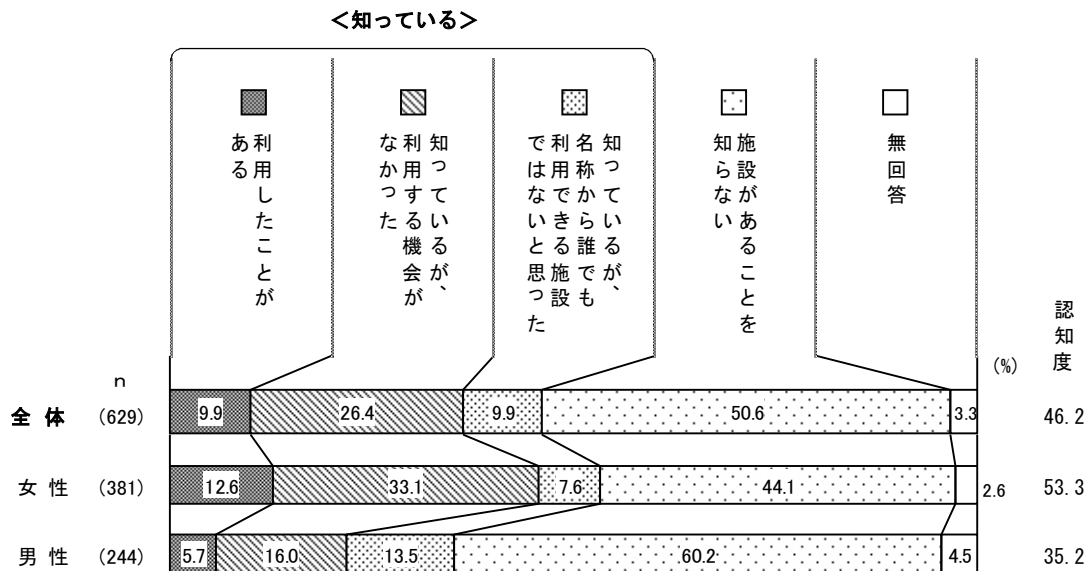 ＜知っている＞
利用したことが
ある
知っているが、
利用する機会が
なかった
知っているが、
名称から誰でも
利用できる施設
ではないと思った
施設があることを
知らない
無回答
認知度
(%)
n
全体 (629) 9.9 26.4 9.9 50.6 3.3 46.2
女性 (381) 12.6 33.1 7.6 44.1 2.6 53.3
男性 (244) 5.7 16.0 13.5 60.2 4.5 35.2